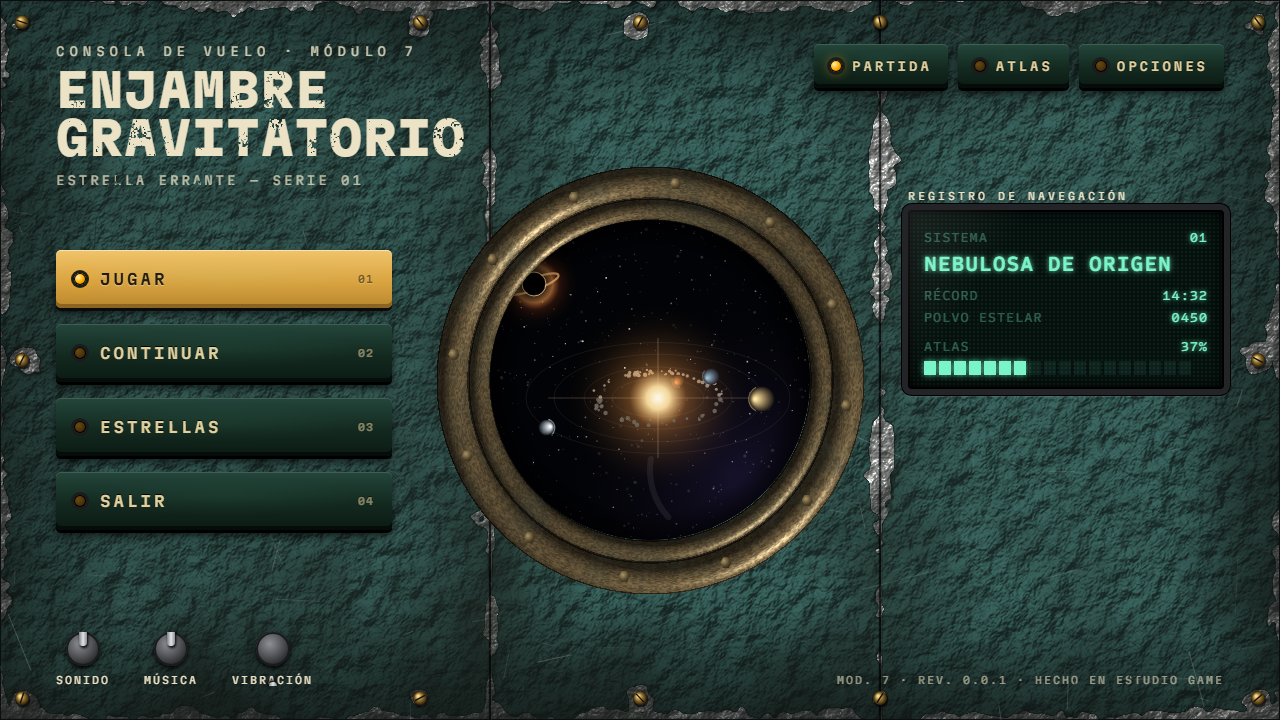 CONSOLA DE VUELO · MÓDULO 7
ENJAMBRE
GRAVITATORIO
ESTRELLA ERRANTE — SERIE 01
PARTIDA
ATLAS
OPCIONES
JUGAR 01
CONTINUAR 02
ESTRELLAS 03
SALIR 04
REGISTRO DE NAVEGACIÓN
SISTEMA 01
NEBULOSA DE ORIGEN
RÉCORD 14:32
POLVO ESTELAR 0450
ATLAS 37%
SONIDO
MÚSICA
VIBRACIÓN
MOD. 7 · REV. 0.0.1 · HECHO EN ESTUDIO GAME